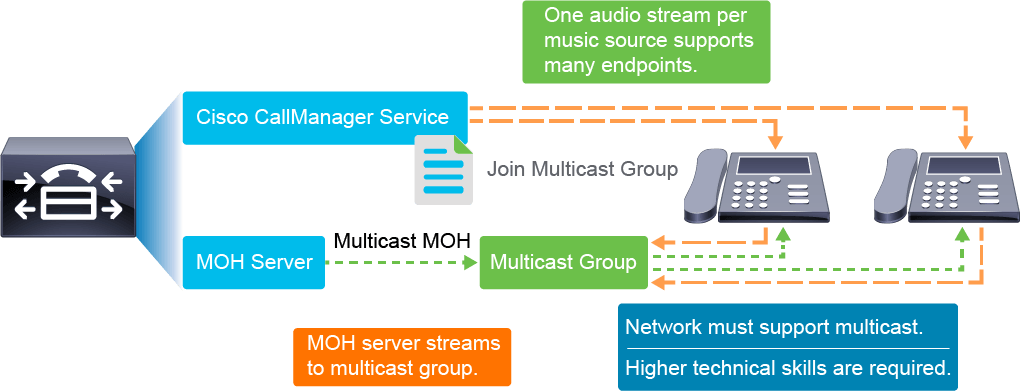 One audio stream per
music source supports
many endpoints.
Cisco CallManager Service
Join Multicast Group
Multicast MOH
MOH Server
Multicast Group
MOH server streams
to multicast group.
Network must support multicast.
Higher technical skills are required.